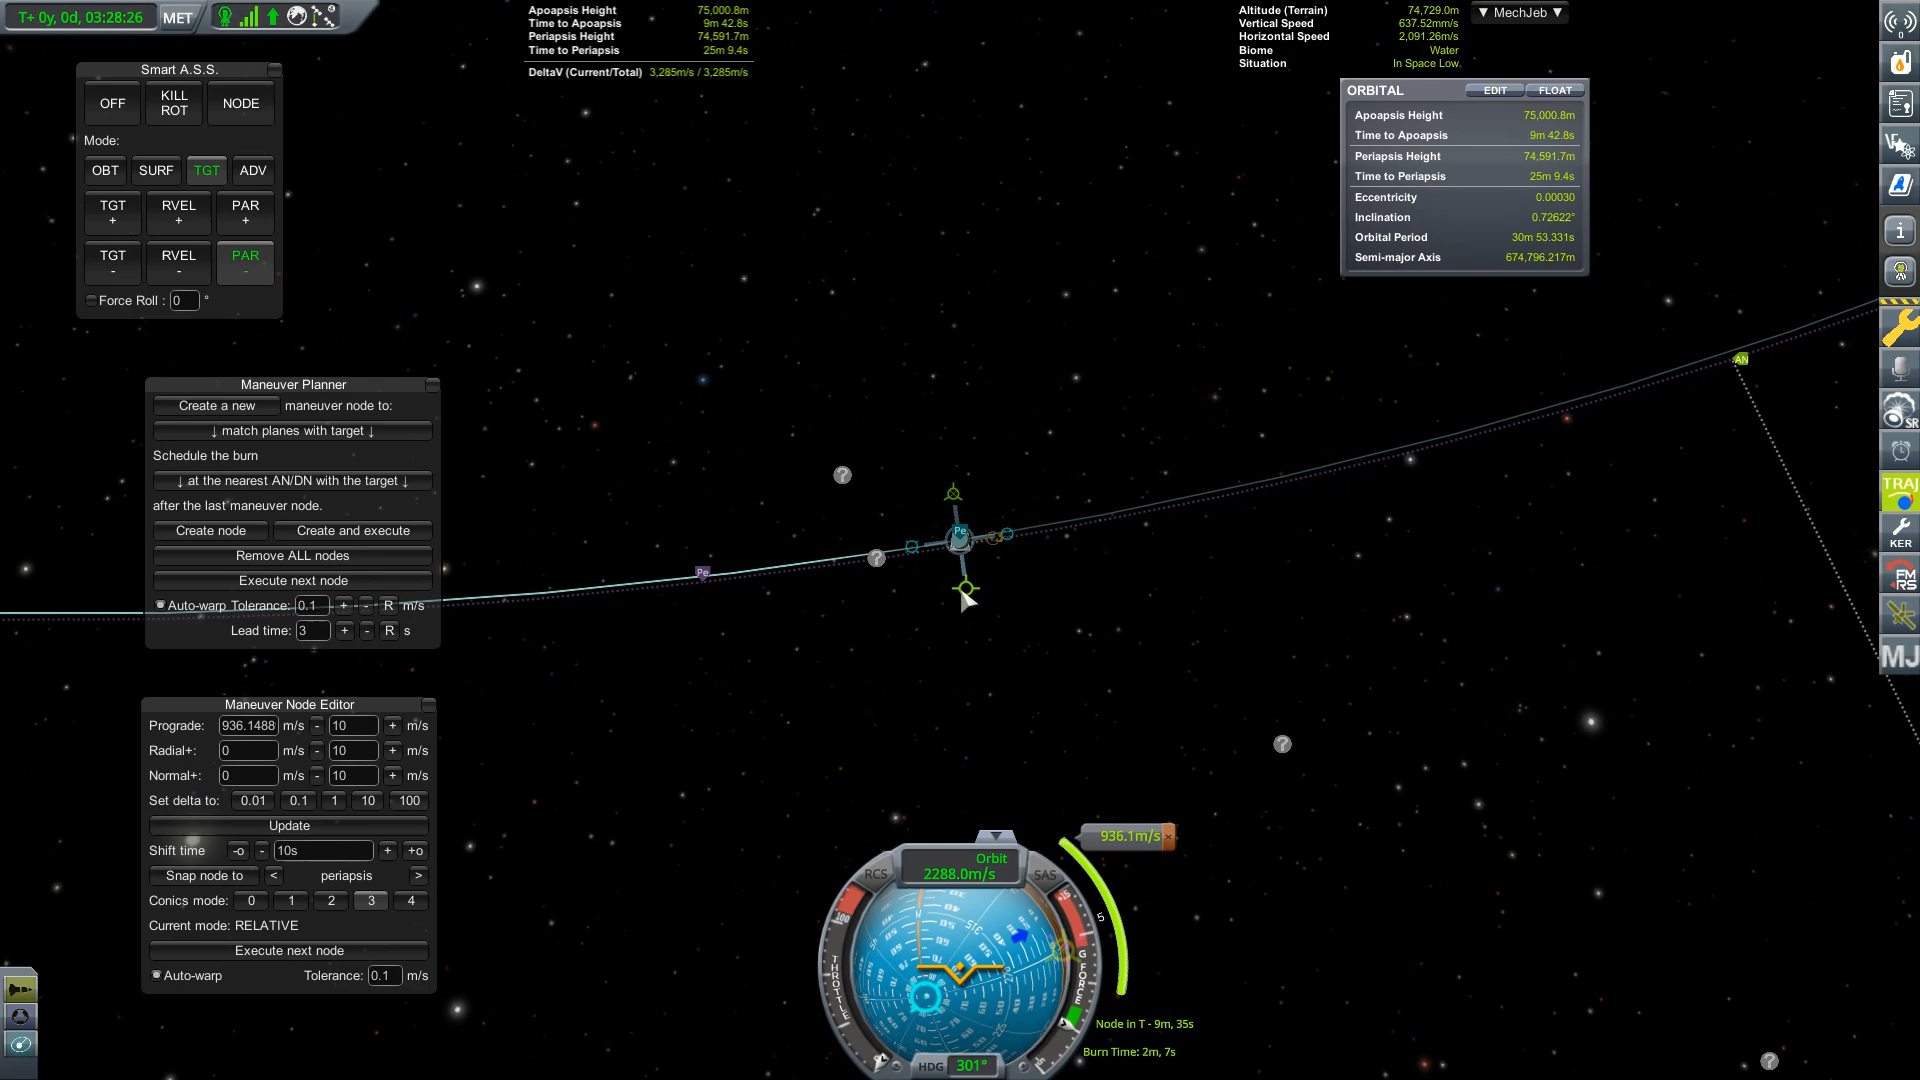 T+ 0y, 0d, 03:28:26 MET
Apoapsis Height 75,000.8m
Time to Apoapsis 9m 42.8s
Periapsis Height 74,591.7m
Time to Periapsis 25m 9.4s
DeltaV (Current/Total) 3,285m/s / 3,285m/s
Altitude (Terrain) 74,729.0m
Vertical Speed 637.52mm/s
Horizontal Speed 2,091.26m/s
Biome Water
Situation In Space Low.
▼ MechJeb ▼
ORBITAL EDIT FLOAT
Apoapsis Height 75,000.8m
Time to Apoapsis 9m 42.8s
Periapsis Height 74,591.7m
Time to Periapsis 25m 9.4s
Eccentricity 0.00030
Inclination 0.72622°
Orbital Period 30m 53.331s
Semi-major Axis 674,796.217m
Smart A.S.S.
OFF KILL ROT NODE
Mode:
OBT SURF TGT ADV
TGT + RVEL + PAR +
TGT - RVEL - PAR -
Force Roll : 0 °
Maneuver Planner
Create a new maneuver node to:
↓ match planes with target ↓
Schedule the burn
↓ at the nearest AN/DN with the target ↓
after the last maneuver node.
Create node Create and execute
Remove ALL nodes
Execute next node
Auto-warp Tolerance: 0.1 + - R m/s
Lead time: 3 + - R s
Maneuver Node Editor
Prograde: 936.1488 m/s - 10 + m/s
Radial+: 0 m/s - 10 + m/s
Normal+: 0 m/s - 10 + m/s
Set delta to: 0.01 0.1 1 10 100
Update
Shift time -o - 10s + +o
Snap node to < periapsis >
Conics mode: 0 1 2 3 4
Current mode: RELATIVE
Execute next node
Auto-warp Tolerance: 0.1 m/s
Pe
Pe
AN
?
?
?
?
936.1m/s
RCS Orbit SAS
2288.0m/s
THROTTLE
100
G FORCE
5
HDG 301°
Node in T - 9m, 35s
Burn Time: 2m, 7s
0
i
SR
TRAJ
KER
FM
RS
MJ